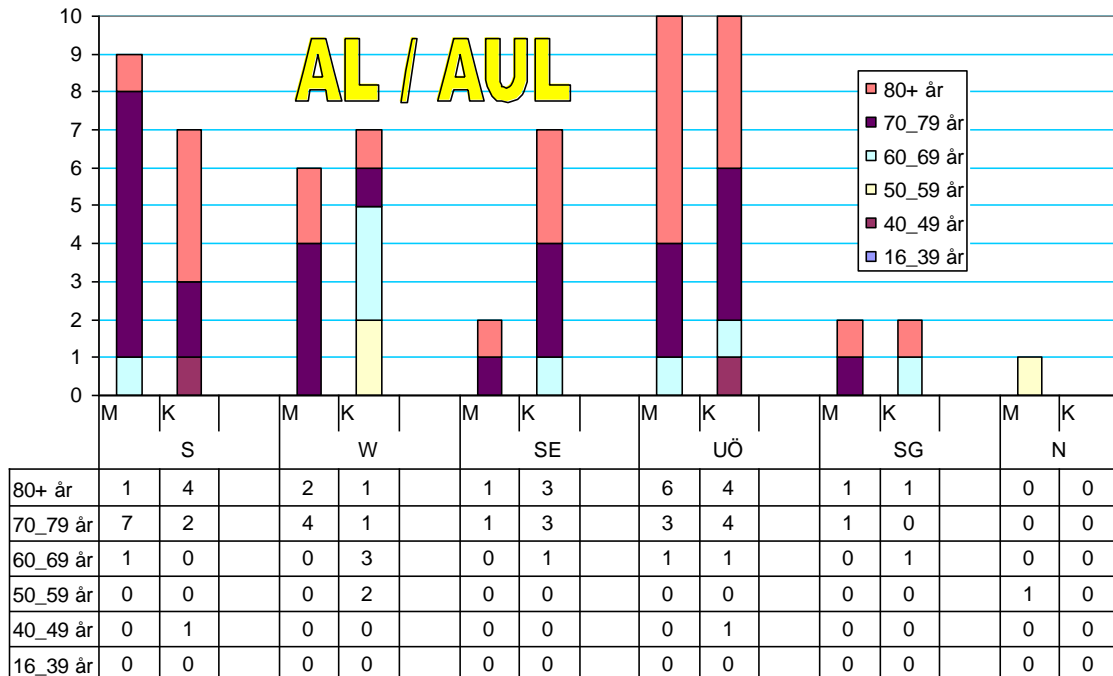 AL / AUL
10
9
8
7
6
5
4
3
2
1
0
80+ år
70_79 år
60_69 år
50_59 år
40_49 år
16_39 år
M K M K M K M K M K M K
S W SE UÖ SG N
80+ år 1 4 2 1 1 3 6 4 1 1 0 0
70_79 år 7 2 4 1 1 3 3 4 1 0 0 0
60_69 år 1 0 0 3 0 1 1 1 0 1 0 0
50_59 år 0 0 0 2 0 0 0 0 0 0 1 0
40_49 år 0 1 0 0 0 0 0 1 0 0 0 0
16_39 år 0 0 0 0 0 0 0 0 0 0 0 0